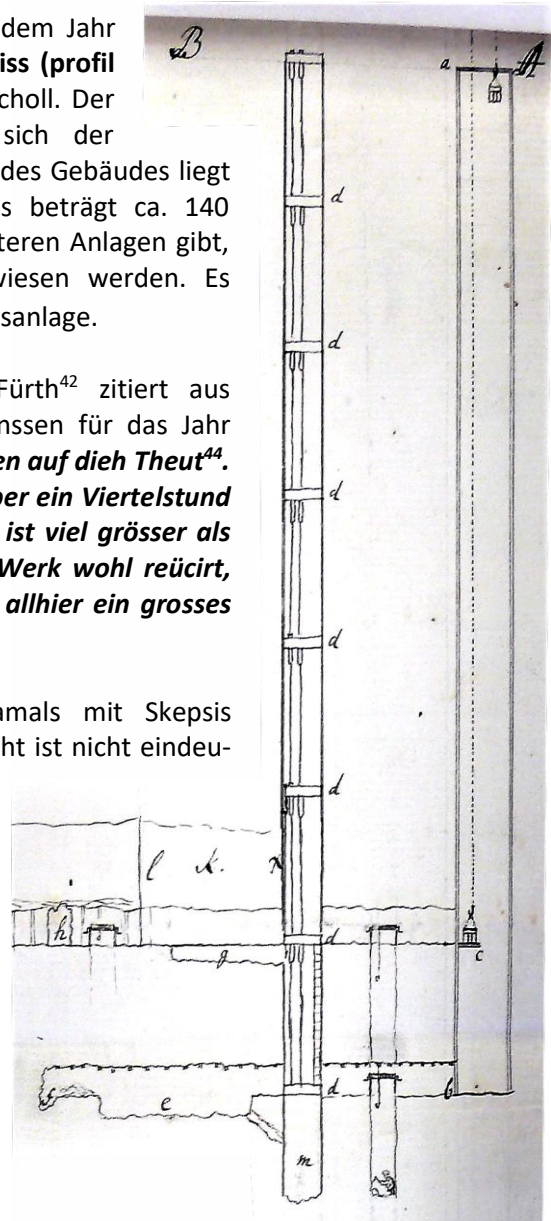 dem Jahr
iss (profil
choll. Der
sich der
des Gebäudes liegt
s beträgt ca. 140
teren Anlagen gibt,
wiesen werden. Es
sanlage.
Fürth⁴² zitiert aus
nssen für das Jahr
en auf dieh Theut⁴⁴.
ber ein Viertelstund
ist viel grösser als
Werk wohl reücirt,
allhier ein grosses
amals mit Skepsis
ht ist nicht eindeu-
B a A
d
d
d
d
d
l k.
h g d c
f e d b
m